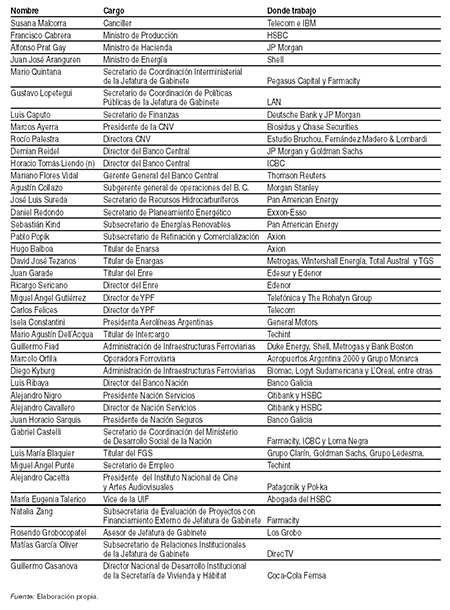 Nombre Cargo Donde trabajo
Susana Malcorra Canciller Telecom e IBM
Francisco Cabrera Ministro de Producción HSBC
Alfonso Prat Gay Ministro de Hacienda JP Morgan
Juan José Aranguren Ministro de Energía Shell
Mario Quintana Secretario de Coordinación Interministerial
de la Jefatura de Gabinete Pegasus Capital y Farmacity
Gustavo Lopetegui Secretario de Coordinación de Políticas
Públicas de la Jefatura de Gabinete LAN
Luis Caputo Secretario de Finanzas Deutsche Bank y JP Morgan
Marcos Ayerra Presidente de la CNV Biosidus y Chase Securities
Rocío Palestra Directora CNV Estudio Bruchou, Fernández Madero & Lombardi
Demian Reidel Director del Banco Central JP Morgan y Goldman Sachs
Horacio Tomás Liendo (n) Director del Banco Central ICBC
Mariano Flores Vidal Gerente General del Banco Central Thomson Reuters
Agustín Collazo Subgerente general de operaciones del B. C. Morgan Stanley
José Luis Sureda Secretario de Recursos Hidrocarburíferos Pan American Energy
Daniel Redondo Secretario de Planeamiento Energético Exxon-Esso
Sebastián Kind Subsecretario de Energías Renovables Pan American Energy
Pablo Popik Subsecretario de Refinación y Comercialización Axion
Hugo Balboa Titular de Enarsa Axion
David José Tezanos Titular de Enargas Metrogas, Wintershall Energía, Total Austral y TGS
Juan Garade Titular del Enre Edesur y Edenor
Ricargo Sericano Director del Enre Edenor
Miguel Angel Gutiérrez Director de YPF Telefónica y The Rohatyn Group
Carlos Felices Director de YPF Telecom
Isela Constantini Presidenta Aerolíneas Argentinas General Motors
Mario Agustín Dell'Acqua Titular de Intercargo Techint
Guillermo Fiad Administración de Infraestructuras Ferroviarias Duke Energy, Shell, Metrogas y Bank Boston
Marcelo Orfila Operadora Ferroviaria Aeropuertos Argentina 2000 y Grupo Monarca
Diego Kyburg Administración de Infraestructuras Ferroviarias Biomac, Logyt Sudamericana y L'Oreal, entre otras
Luis Ribaya Director del Banco Nación Banco Galicia
Alejandro Nigro Presidente Nación Servicios Citibank y HSBC
Alejandro Cavallero Director de Nación Servicios Citibank y HSBC
Juan Horacio Sarquis Presidente de Nación Seguros Banco Galicia
Gabriel Castelli Secretario de Coordinación del Ministerio
de Desarrollo Social de la Nación Farmacity, ICBC y Loma Negra
Luis María Blaquier Titular del FGS Grupo Clarín, Goldman Sachs, Grupo Ledesma,
Miguel Angel Punte Secretario de Empleo Techint
Alejandro Cacetta Presidente del Instituto Nacional de Cine
y Artes Audiovisuales Patagonik y Pol-ka
María Eugenia Talerico Vice de la UIF Abogada del HSBC
Natalia Zang Subsecretaria de Evaluación de Proyectos con
Financiamiento Externo de Jefatura de Gabinete Farmacity
Rosendo Grobocopatel Asesor de Jefatura de Gabinete Los Grobo
Matías García Oliver Subsecretario de Relaciones Institucionales
de la Jefatura de Gabinete DirecTV
Guillermo Casanova Director Nacional de Desarrollo Institucional
de la Secretaría de Vivienda y Hábitat Coca-Cola Femsa
Fuente: Elaboración propia.